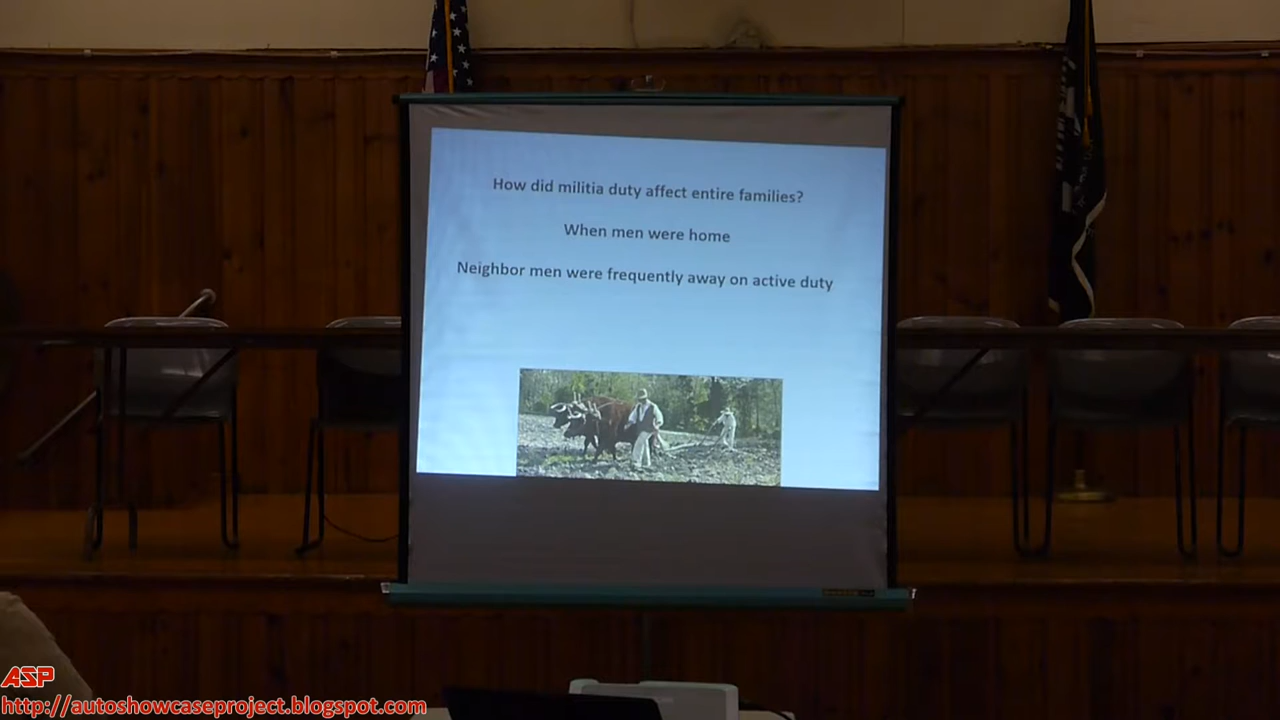 How did militia duty affect entire families?
When men were home
Neighbor men were frequently away on active duty
ASP
http://autoshowcaseproject.blogspot.com